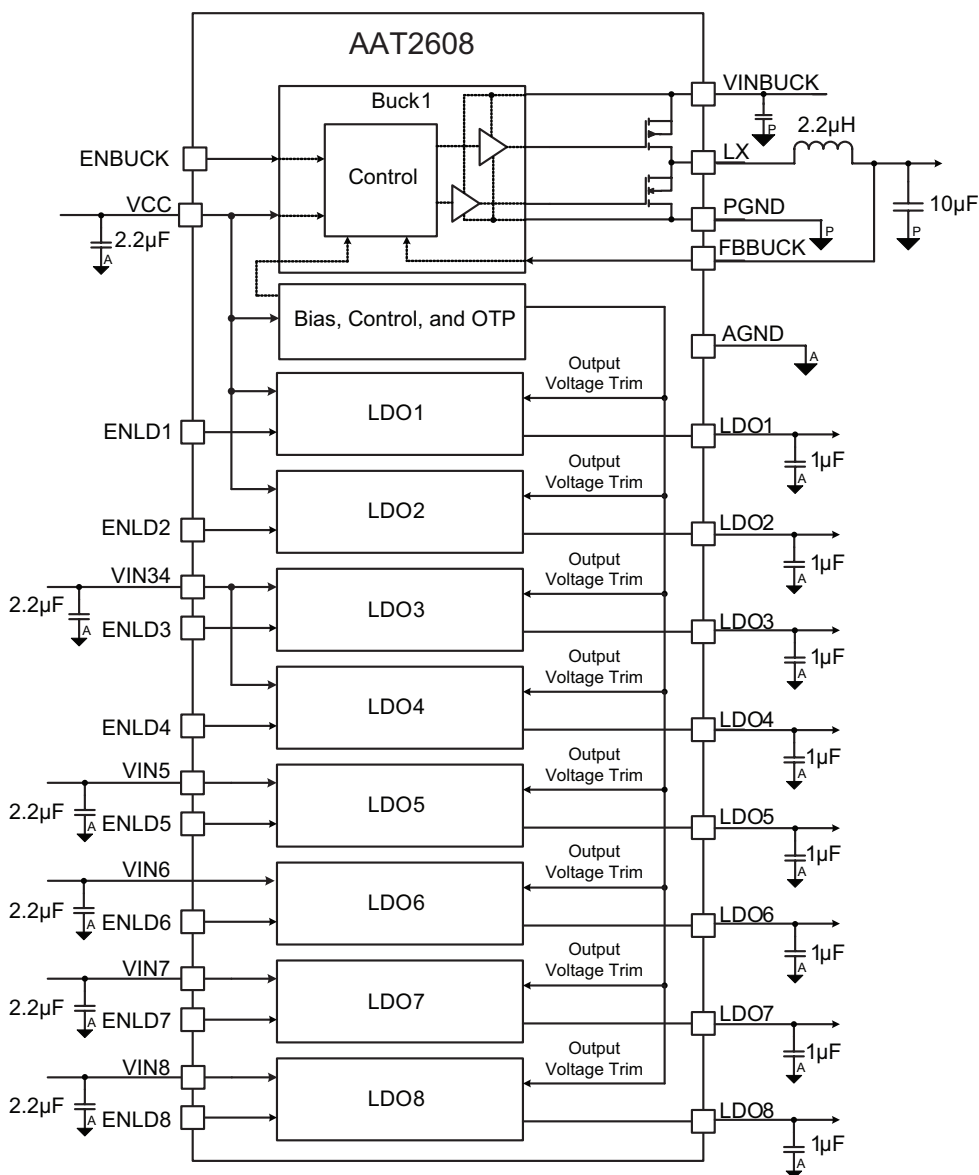 AAT2608
Buck1
VINBUCK
P
2.2µH
ENBUCK
Control
LX
VCC
PGND
10µF
2.2µF
P
P
A
FBBUCK
Bias, Control, and OTP
AGND
A
Output
Voltage Trim
LDO1
ENLD1
LDO1
1µF
A
Output
Voltage Trim
LDO2
ENLD2
LDO2
1µF
A
VIN34
Output
Voltage Trim
2.2µF
A
LDO3
ENLD3
LDO3
1µF
A
Output
Voltage Trim
LDO4
ENLD4
LDO4
1µF
A
VIN5
Output
Voltage Trim
2.2µF
A
LDO5
ENLD5
LDO5
1µF
A
VIN6
Output
Voltage Trim
2.2µF
A
LDO6
ENLD6
LDO6
1µF
A
VIN7
Output
Voltage Trim
2.2µF
A
LDO7
ENLD7
LDO7
1µF
A
VIN8
Output
Voltage Trim
2.2µF
A
LDO8
ENLD8
LDO8
1µF
A